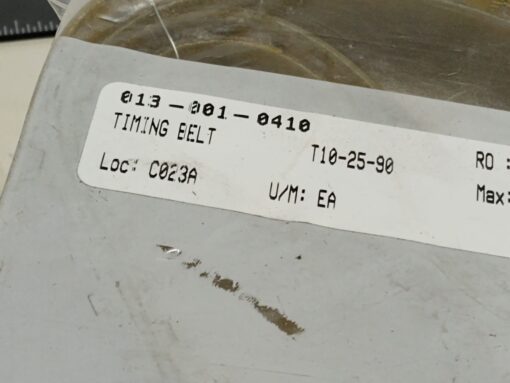 013-001-0410
TIMING BELT
T10-25-90
RO :
Loc: C023A
U/M: EA
Max: